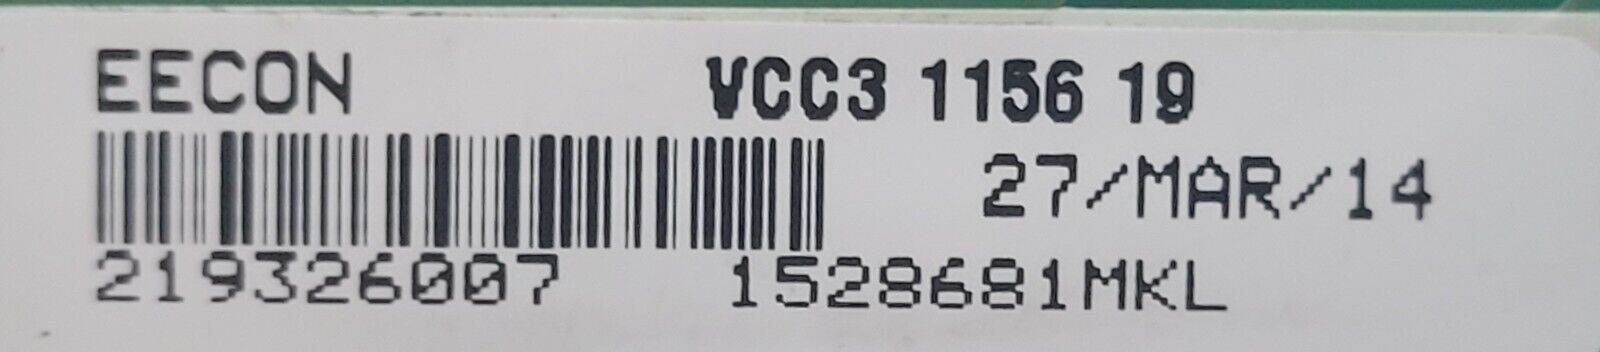 EECON VCC3 1156 19
27/MAR/14
219326007 1528681MKL